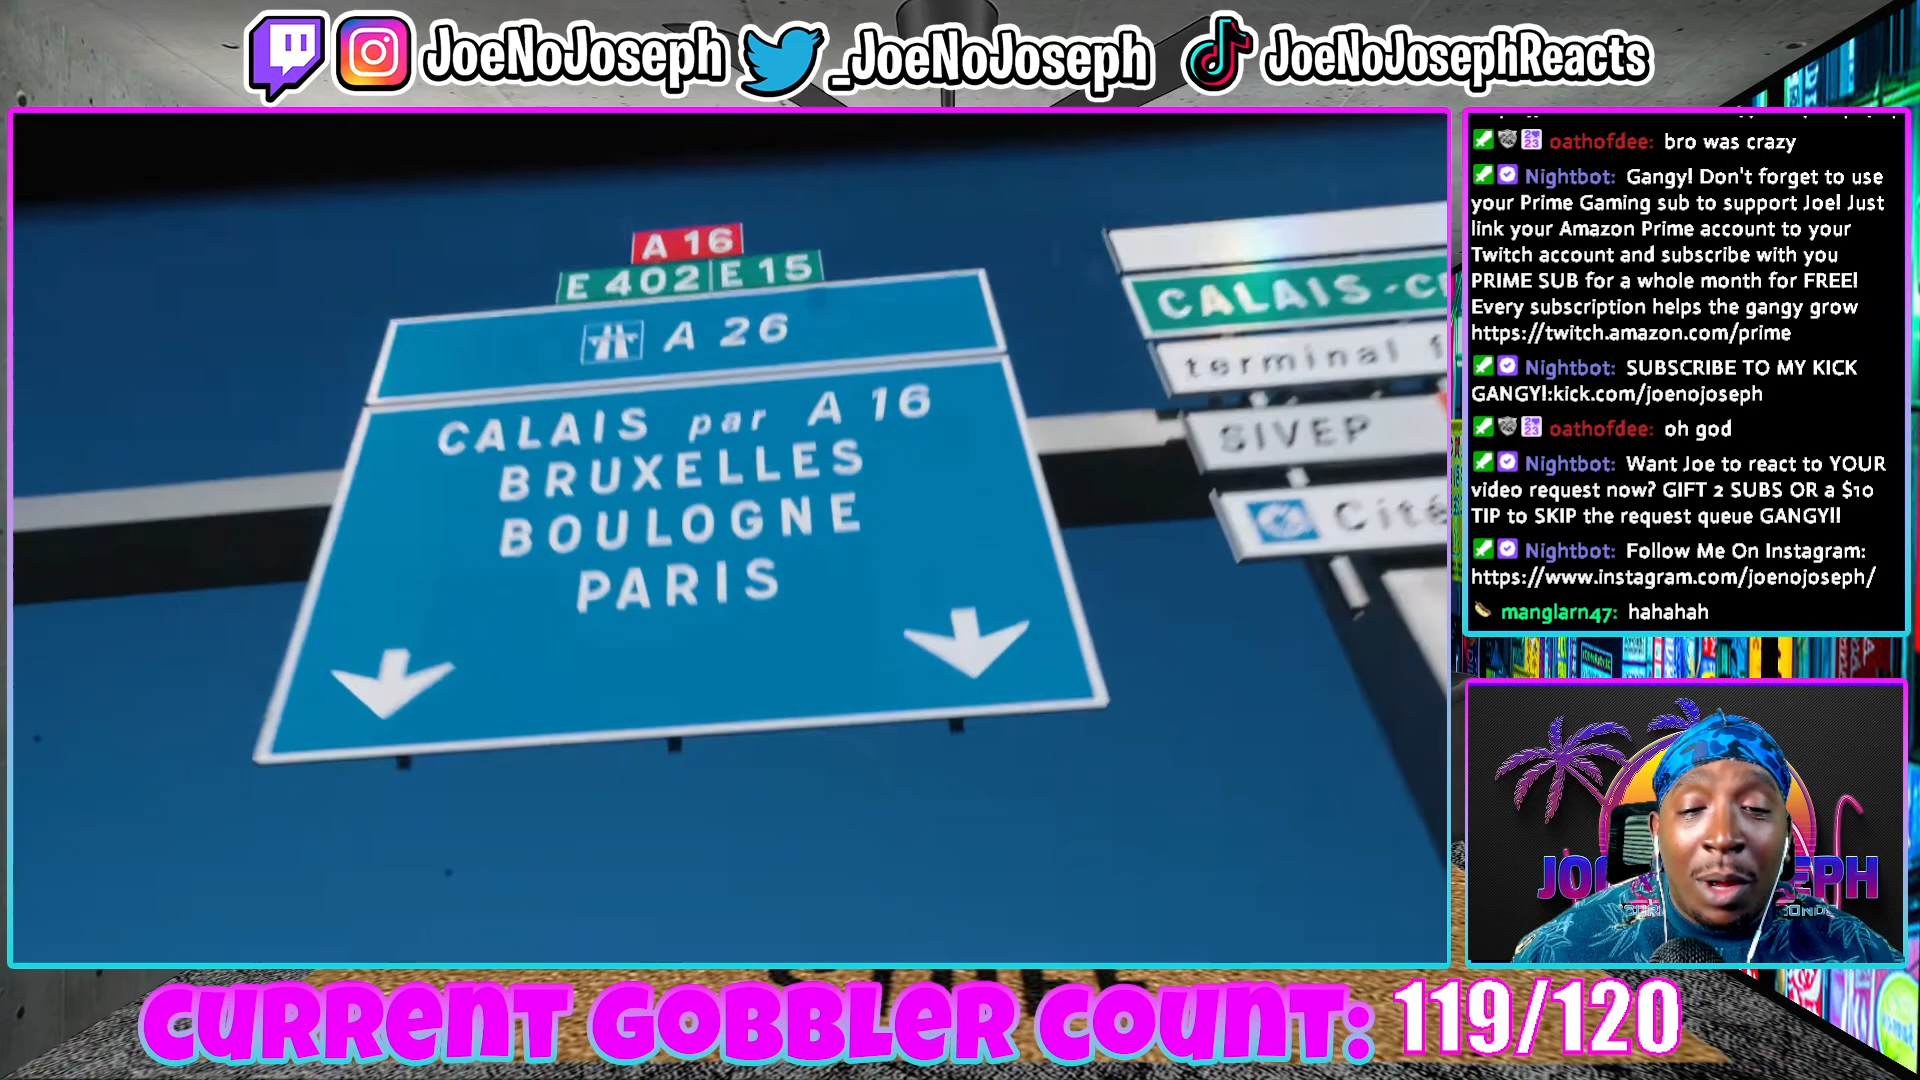 JoeNoJoseph
_JoeNoJoseph
JoeNoJosephReacts
A 16
E 402 E 15
A 26
CALAIS par A 16
BRUXELLES
BOULOGNE
PARIS
CALAIS-C
terminal
SIVEP
Cité
oathofdee: bro was crazy
Nightbot: Gangy! Don't forget to use
your Prime Gaming sub to support Joe! Just
link your Amazon Prime account to your
Twitch account and subscribe with you
PRIME SUB for a whole month for FREE!
Every subscription helps the gangy grow
https://twitch.amazon.com/prime
Nightbot: SUBSCRIBE TO MY KICK
GANGY!:kick.com/joenojoseph
oathofdee: oh god
Nightbot: Want Joe to react to YOUR
video request now? GIFT 2 SUBS OR a $10
TIP to SKIP the request queue GANGY!!
Nightbot: Follow Me On Instagram:
https://www.instagram.com/joenojoseph/
manglarn47: hahahah
CURRENT GOBBLER COUNT: 119/120